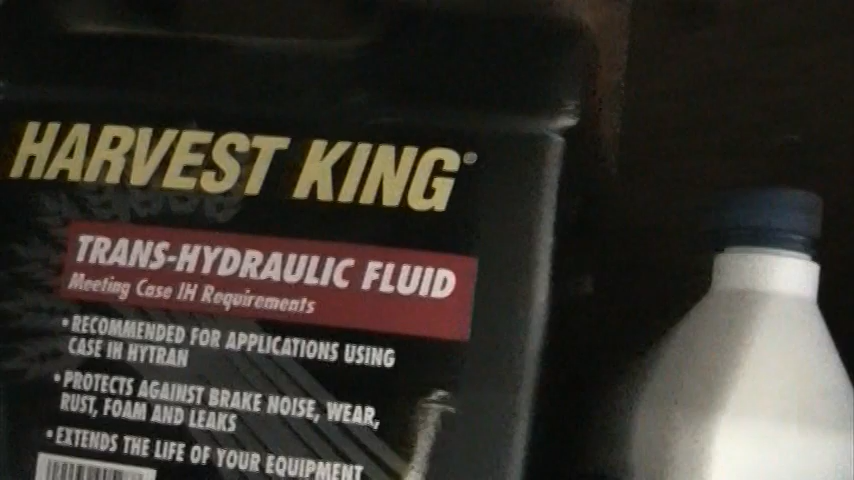 HARVEST KING®
TRANS-HYDRAULIC FLUID
Meeting Case IH Requirements
• RECOMMENDED FOR APPLICATIONS USING
CASE IH HYTRAN
• PROTECTS AGAINST BRAKE NOISE, WEAR,
RUST, FOAM AND LEAKS
• EXTENDS THE LIFE OF YOUR EQUIPMENT